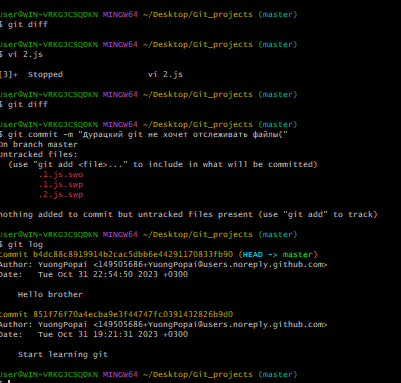 User@WIN-VRKGJCSQDKN MINGW64 ~/Desktop/Git_projects (master)
$ git diff
User@WIN-VRKGJCSQDKN MINGW64 ~/Desktop/Git_projects (master)
$ vi 2.js
[3]+ Stopped vi 2.js
User@WIN-VRKGJCSQDKN MINGW64 ~/Desktop/Git_projects (master)
$ git diff
User@WIN-VRKGJCSQDKN MINGW64 ~/Desktop/Git_projects (master)
$ git commit -m "Дурацкий git не хочет отслеживать файлы("
On branch master
Untracked files:
(use "git add <file>..." to include in what will be committed)
.1.js.swo
.1.js.swp
.2.js.swp
nothing added to commit but untracked files present (use "git add" to track)
User@WIN-VRKGJCSQDKN MINGW64 ~/Desktop/Git_projects (master)
$ git log
commit b4dc88c8919914b2cac5dbb6e44291170833fb90 (HEAD -> master)
Author: YuongPopai <149505686+YuongPopai@users.noreply.github.com>
Date: Tue Oct 31 22:54:50 2023 +0300
Hello brother
commit 851f76f70a4ecba9e3f44747fc0391432826b9d0
Author: YuongPopai <149505686+YuongPopai@users.noreply.github.com>
Date: Tue Oct 31 19:21:31 2023 +0300
Start learning git
User@WIN-VRKGJCSQDKN MINGW64 ~/Desktop/Git_projects (master)